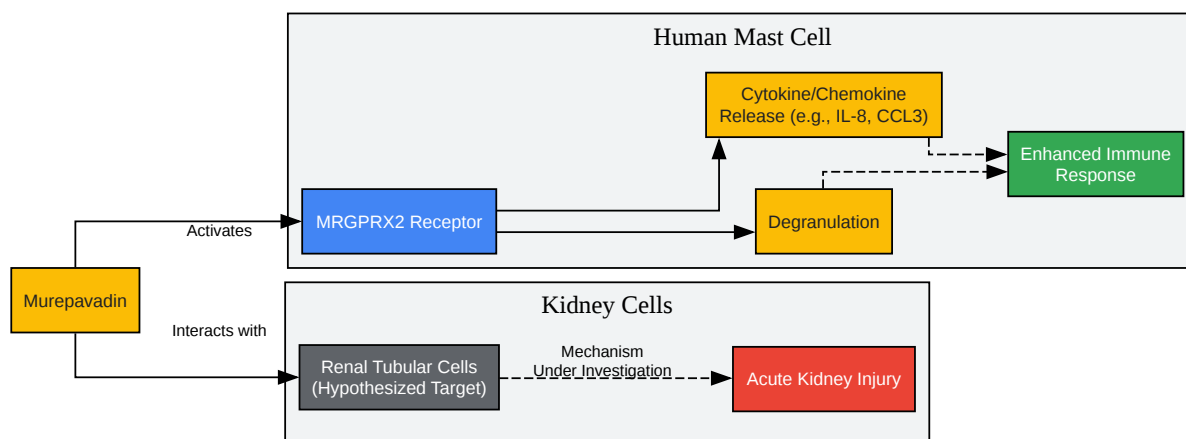 Human Mast Cell
Cytokine/Chemokine
Release (e.g., IL-8, CCL3)
Enhanced Immune
Response
MRGPRX2 Receptor
Degranulation
Activates
Murepavadin
Interacts with
Kidney Cells
Renal Tubular Cells
(Hypothesized Target)
Mechanism
Under Investigation
Acute Kidney Injury